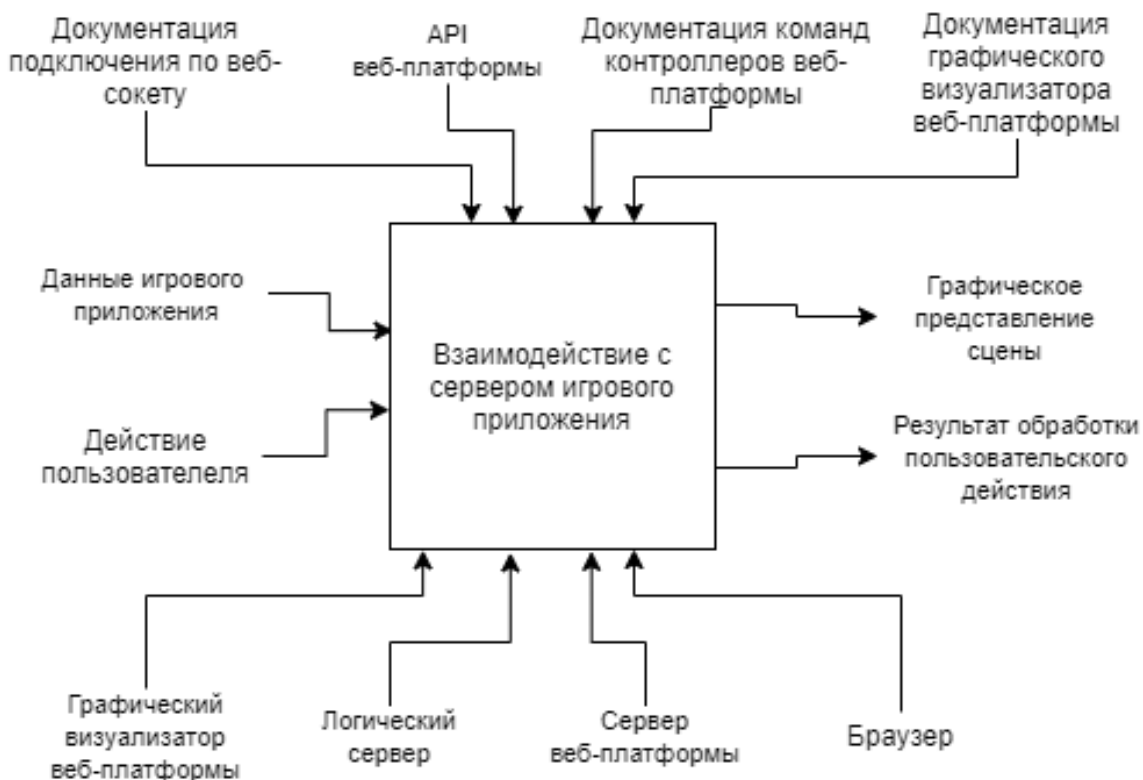 Документация
подключения по веб-
сокету
API
веб-платформы
Документация команд
контроллеров веб-
платформы
Документация
графического
визуализатора
веб-платформы
Данные игрового
приложения
Действие
пользователеля
Взаимодействие с
сервером игрового
приложения
Графическое
представление
сцены
Результат обработки
пользовательского
действия
Графический
визуализатор
веб-платформы
Логический
сервер
Сервер
веб-платформы
Браузер